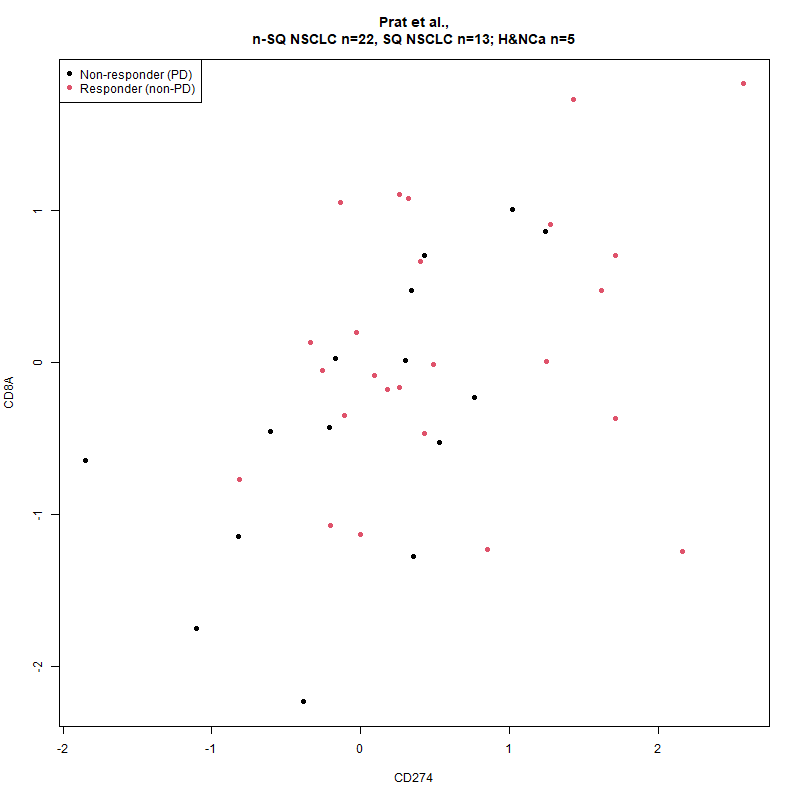 Prat et al.,
n-SQ NSCLC n=22, SQ NSCLC n=13; H&NCa n=5
Non-responder (PD)
Responder (non-PD)
1
0
-1
-2
CD8A
-2
-1
0
1
2
CD274